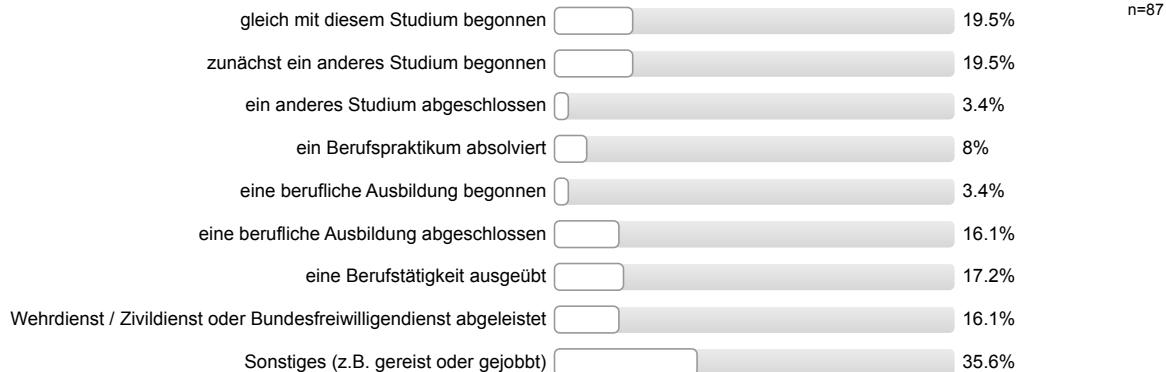 gleich mit diesem Studium begonnen 19.5% n=87
zunächst ein anderes Studium begonnen 19.5%
ein anderes Studium abgeschlossen 3.4%
ein Berufspraktikum absolviert 8%
eine berufliche Ausbildung begonnen 3.4%
eine berufliche Ausbildung abgeschlossen 16.1%
eine Berufstätigkeit ausgeübt 17.2%
Wehrdienst / Zivildienst oder Bundesfreiwilligendienst abgeleistet 16.1%
Sonstiges (z.B. gereist oder gejobbt) 35.6%